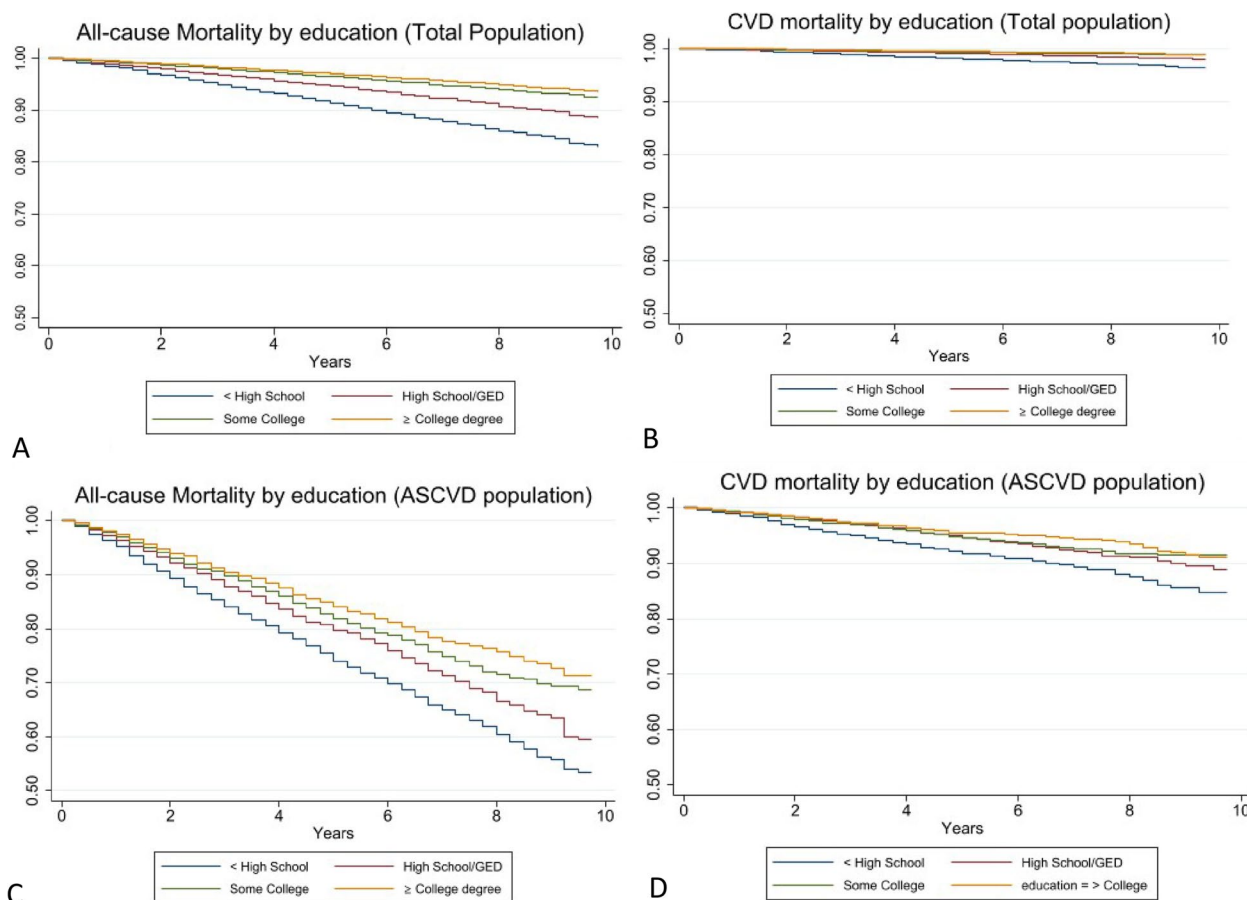 All-cause Mortality by education (Total Population)
1.00
0.90
0.80
0.70
0.60
0.50
0 2 4 6 8 10
Years
< High School High School/GED
Some College ≥ College degree
A
CVD mortality by education (Total population)
1.00
0.90
0.80
0.70
0.60
0.50
0 2 4 6 8 10
Years
< High School High School/GED
Some College ≥ College degree
B
All-cause Mortality by education (ASCVD population)
1.00
0.90
0.80
0.70
0.60
0.50
0 2 4 6 8 10
Years
< High School High School/GED
Some College ≥ College degree
C
CVD mortality by education (ASCVD population)
1.00
0.90
0.80
0.70
0.60
0.50
0 2 4 6 8 10
Years
< High School High School/GED
Some College education = > College
D